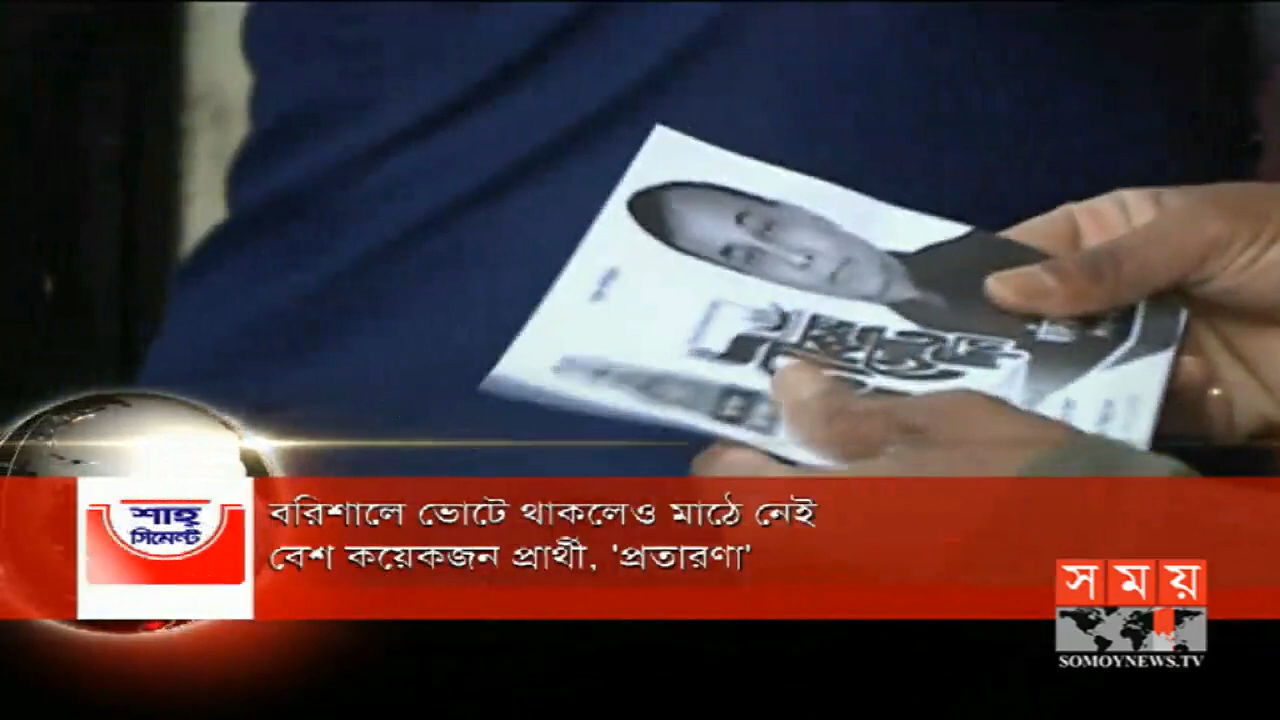 শাহ্
সিমেন্ট
বরিশালে ভোটে থাকলেও মাঠে নেই
বেশ কয়েকজন প্রার্থী, 'প্রতারণা'
সময়
SOMOYNEWS.TV